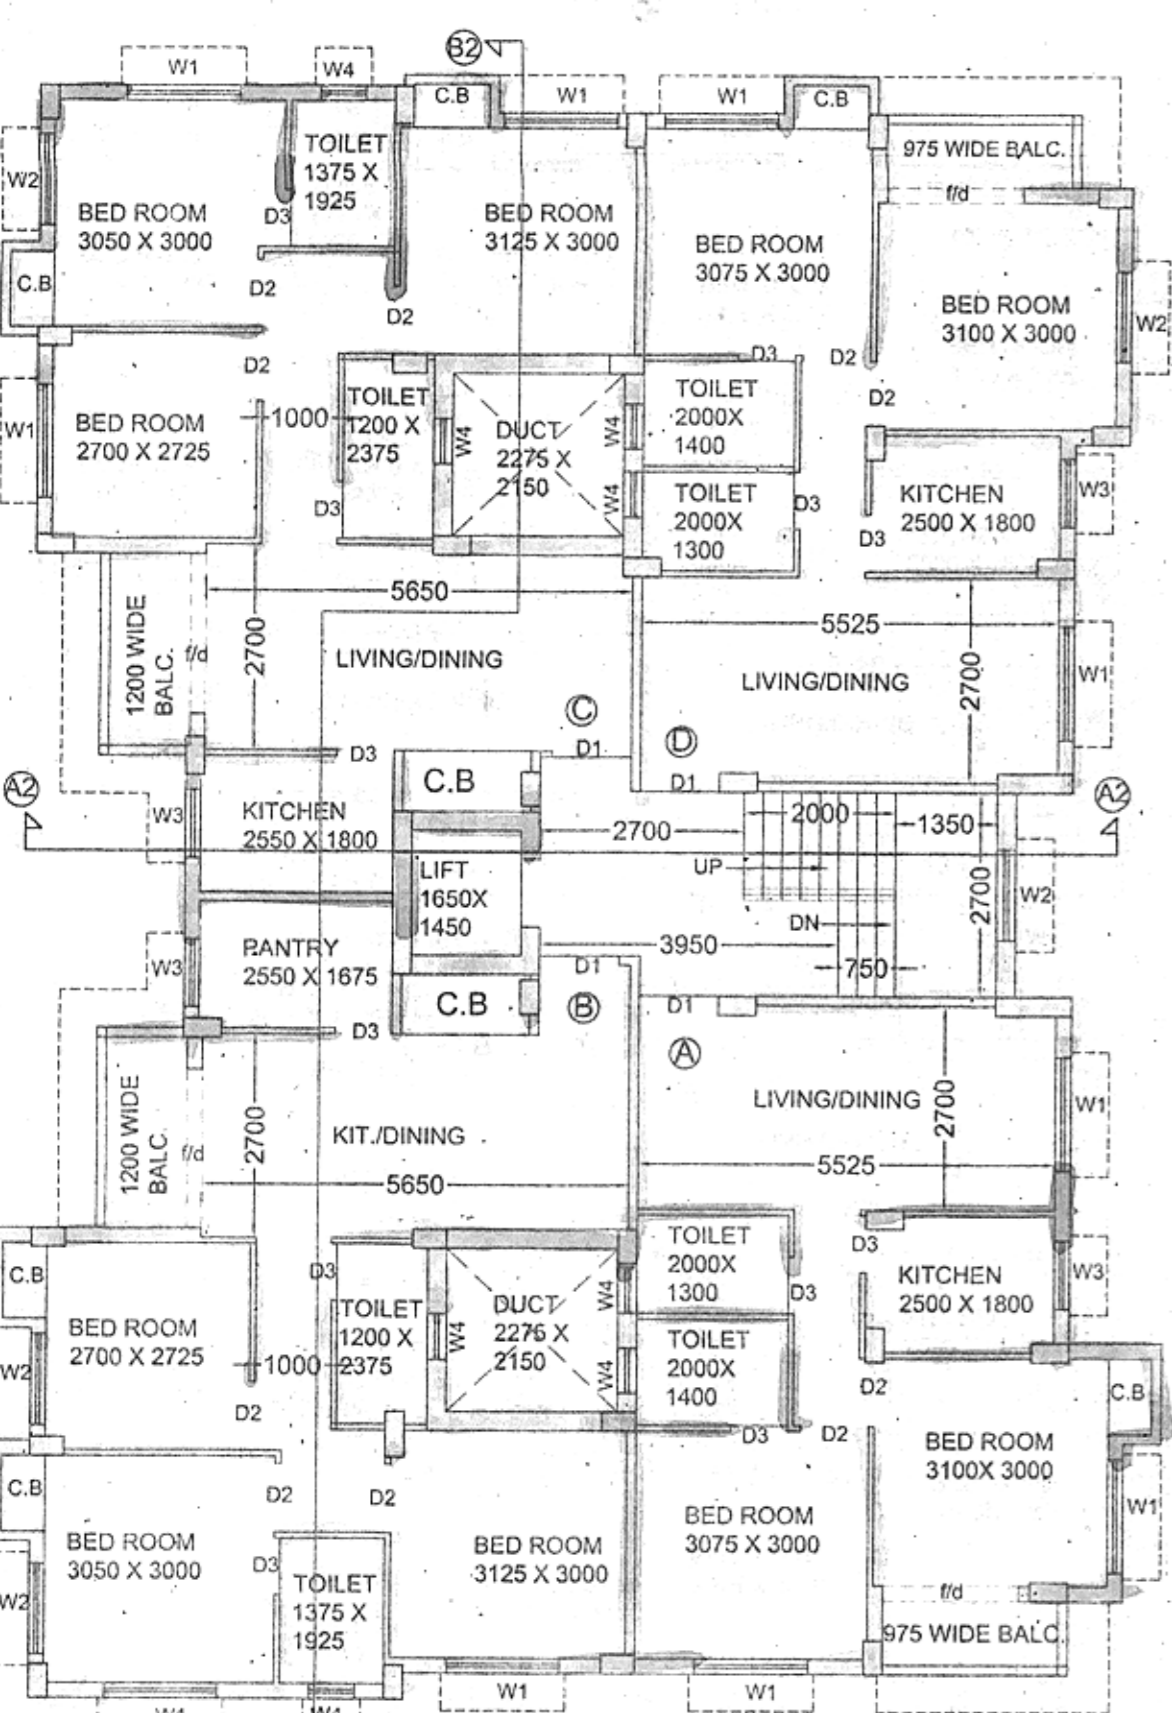 B2
W1
W4
C.B
W1
W1
C.B
TOILET
1375 X
1925
975 WIDE BALC.
W2
f/d
BED ROOM
3050 X 3000
D3
BED ROOM
3125 X 3000
BED ROOM
3075 X 3000
C.B
D2
D2
BED ROOM
3100 X 3000
W2
D2
D3
D2
BED ROOM
2700 X 2725
W1
1000
TOILET
1200 X
2375
W4
DUCT
2275 X
2150
W4
W4
TOILET
2000X
1400
D2
TOILET
2000X
1300
D3
KITCHEN
2500 X 1800
W3
D3
D3
5650
1200 WIDE
BALC.
f/d
2700
LIVING/DINING
5525
LIVING/DINING
2700
W1
C
D1
D
D1
D3
C.B
A2
W3
KITCHEN
2550 X 1800
2700
2000
1350
A2
UP
LIFT
1650X
1450
2700
W2
DN
3950
750
W3
PANTRY
2550 X 1675
D1
C.B
B
D3
D1
A
1200 WIDE
BALC.
f/d
2700
KIT./DINING
5650
LIVING/DINING
2700
W1
5525
C.B
D3
TOILET
2000X
1300
D3
D3
KITCHEN
2500 X 1800
W3
BED ROOM
2700 X 2725
W2
1000
TOILET
1200 X
2375
W4
DUCT
2275 X
2150
W4
W4
TOILET
2000X
1400
D2
D2
C.B
D3
D2
BED ROOM
3100X 3000
C.B
D2
D2
W1
BED ROOM
3050 X 3000
D3
BED ROOM
3125 X 3000
BED ROOM
3075 X 3000
W2
TOILET
1375 X
1925
f/d
975 WIDE BALC.
W1
W1
W1
W4